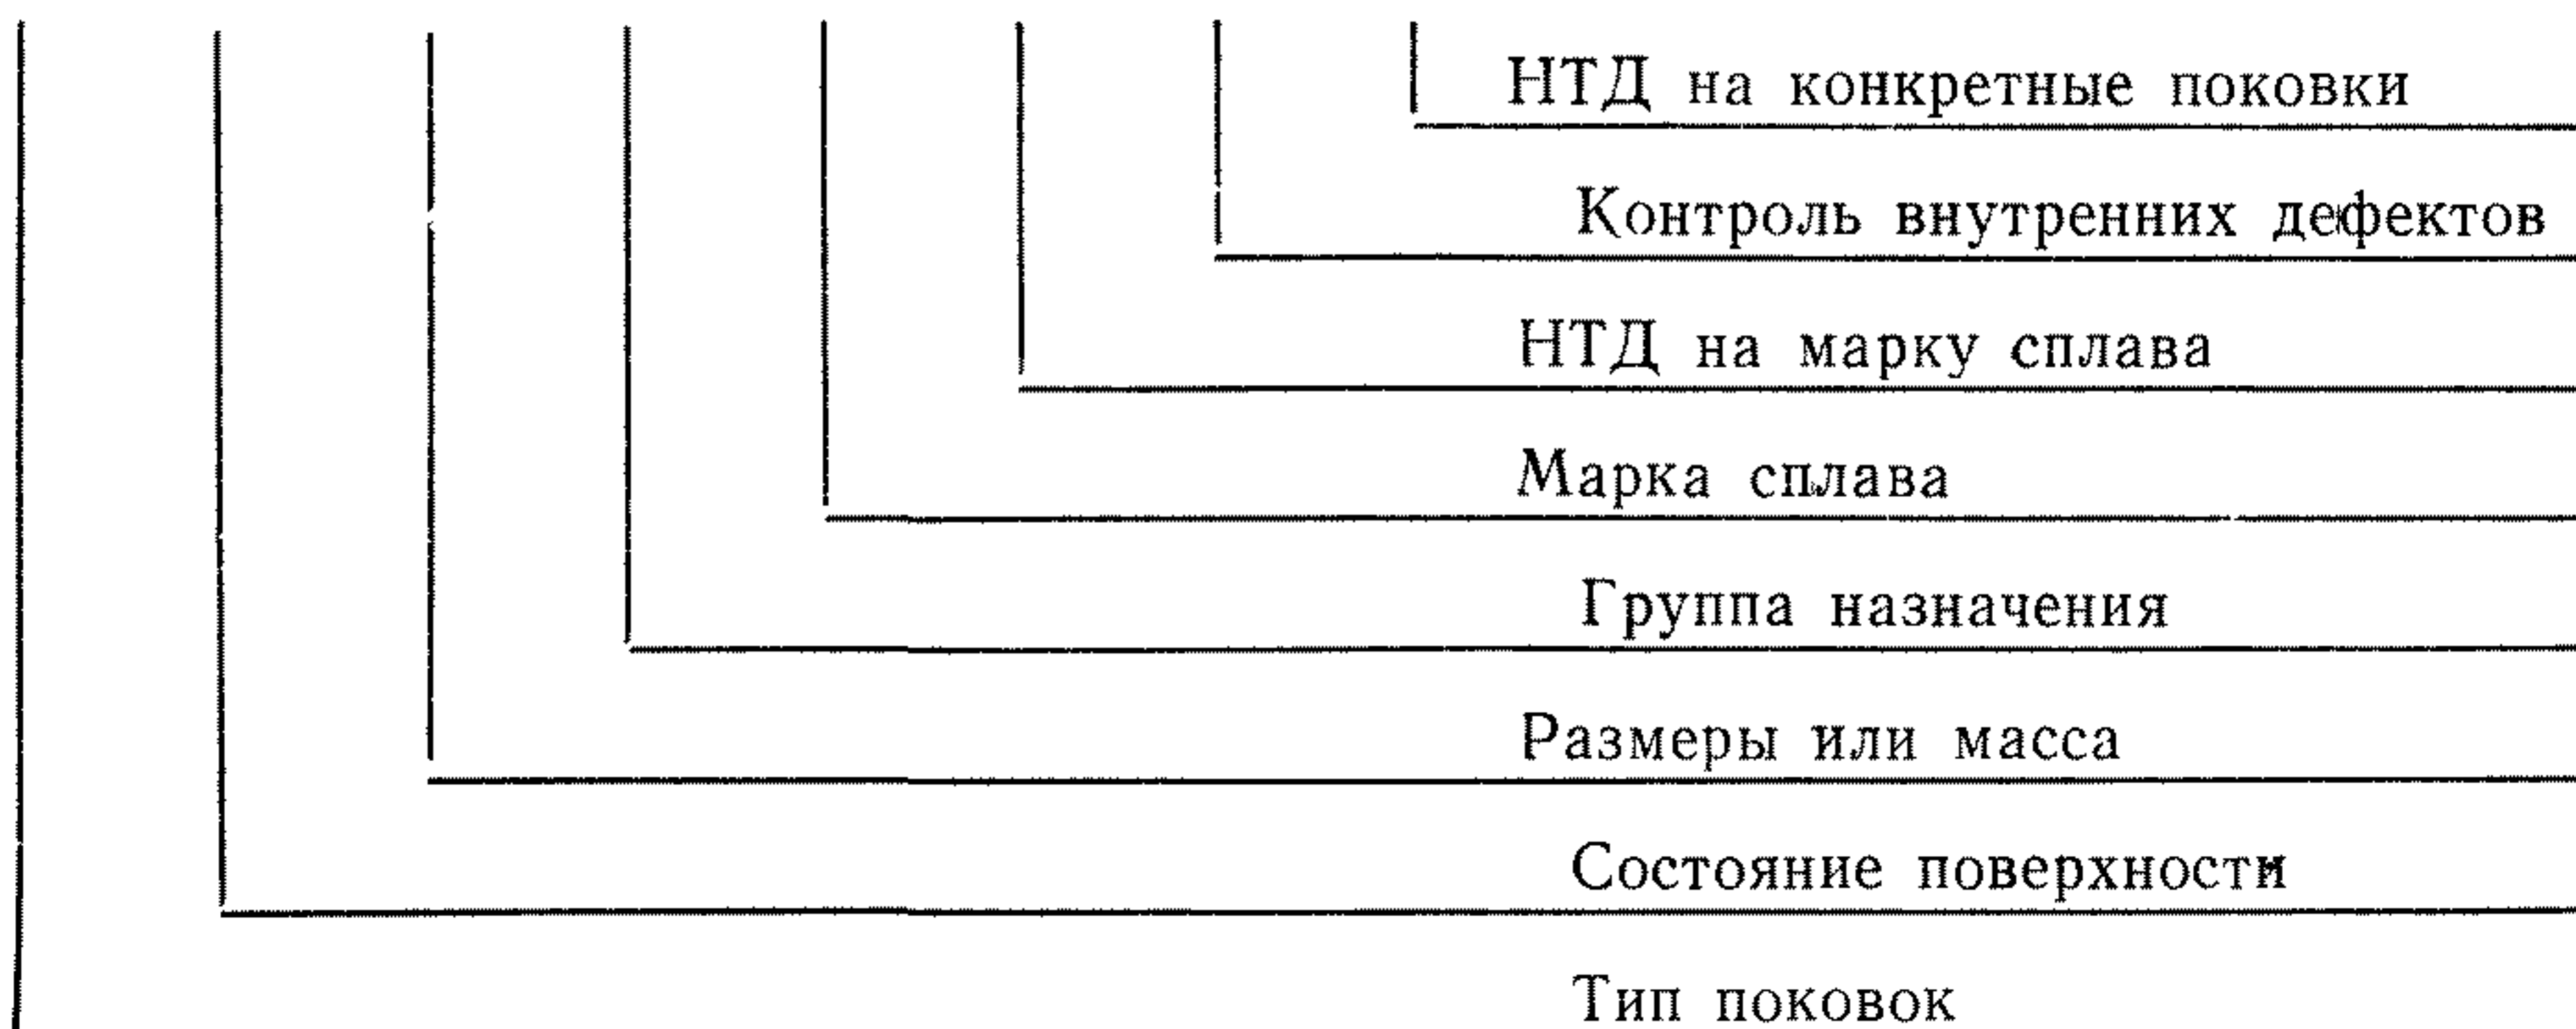 НТД на конкретные поковки
Контроль внутренних дефектов
НТД на марку сплава
Марка сплава
Группа назначения
Размеры или масса
Состояние поверхности
Тип поковок